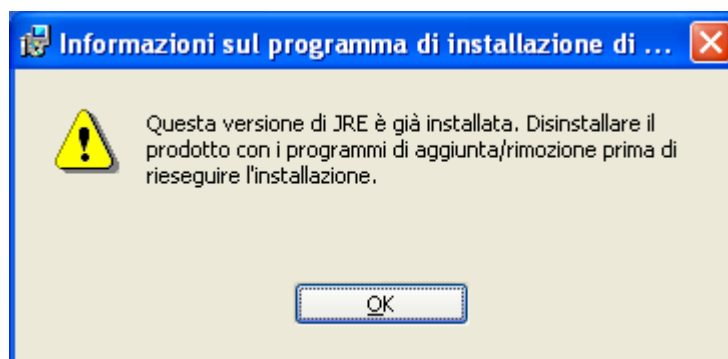 Informazioni sul programma di installazione di ...
Questa versione di JRE è già installata. Disinstallare il
prodotto con i programmi di aggiunta/rimozione prima di
rieseguire l'installazione.
OK